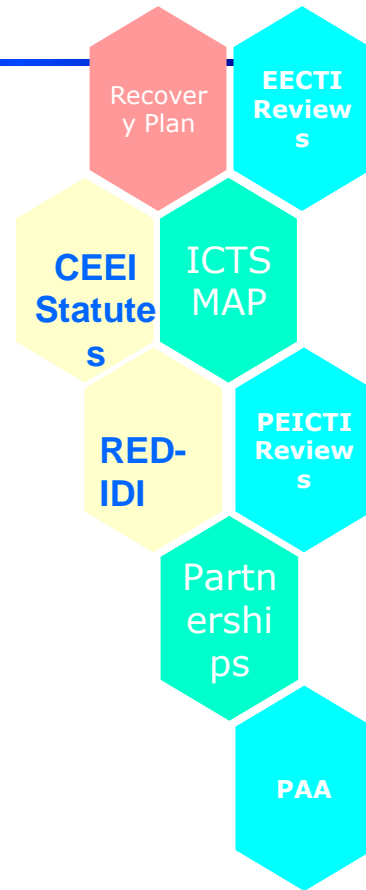 Recover
y Plan
EECTI
Review
s
CEEI
Statute
s
ICTS
MAP
RED-
IDI
PEICTI
Review
s
Partn
ershi
ps
PAA